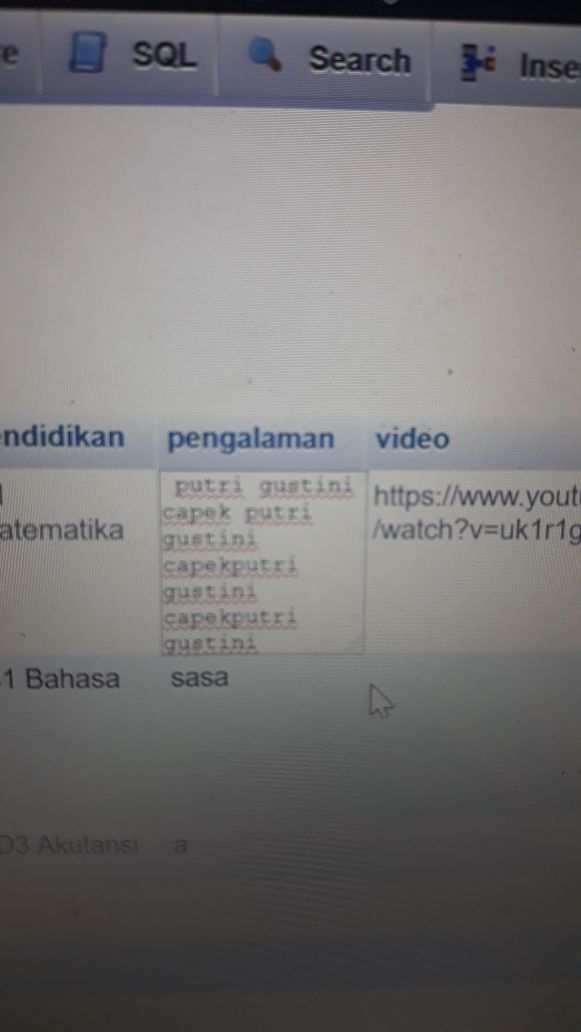 e SQL Search Inse
ndidikan pengalaman video
putri gustini
capek putri
gustini
capekputri
gustini
capekputri
gustini
atematika
https://www.yout
/watch?v=uk1r1g
1 Bahasa sasa
D3 Akutansi a